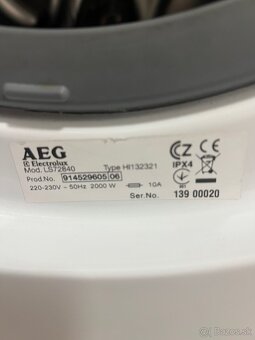 AEG
Electrolux
Mod. LS72840 Type HI132321
Prod.No. 914529605 06
220-230V ~ 50Hz 2000 W 10A
IPX4
Ser.No. 139 00020
bazos.sk